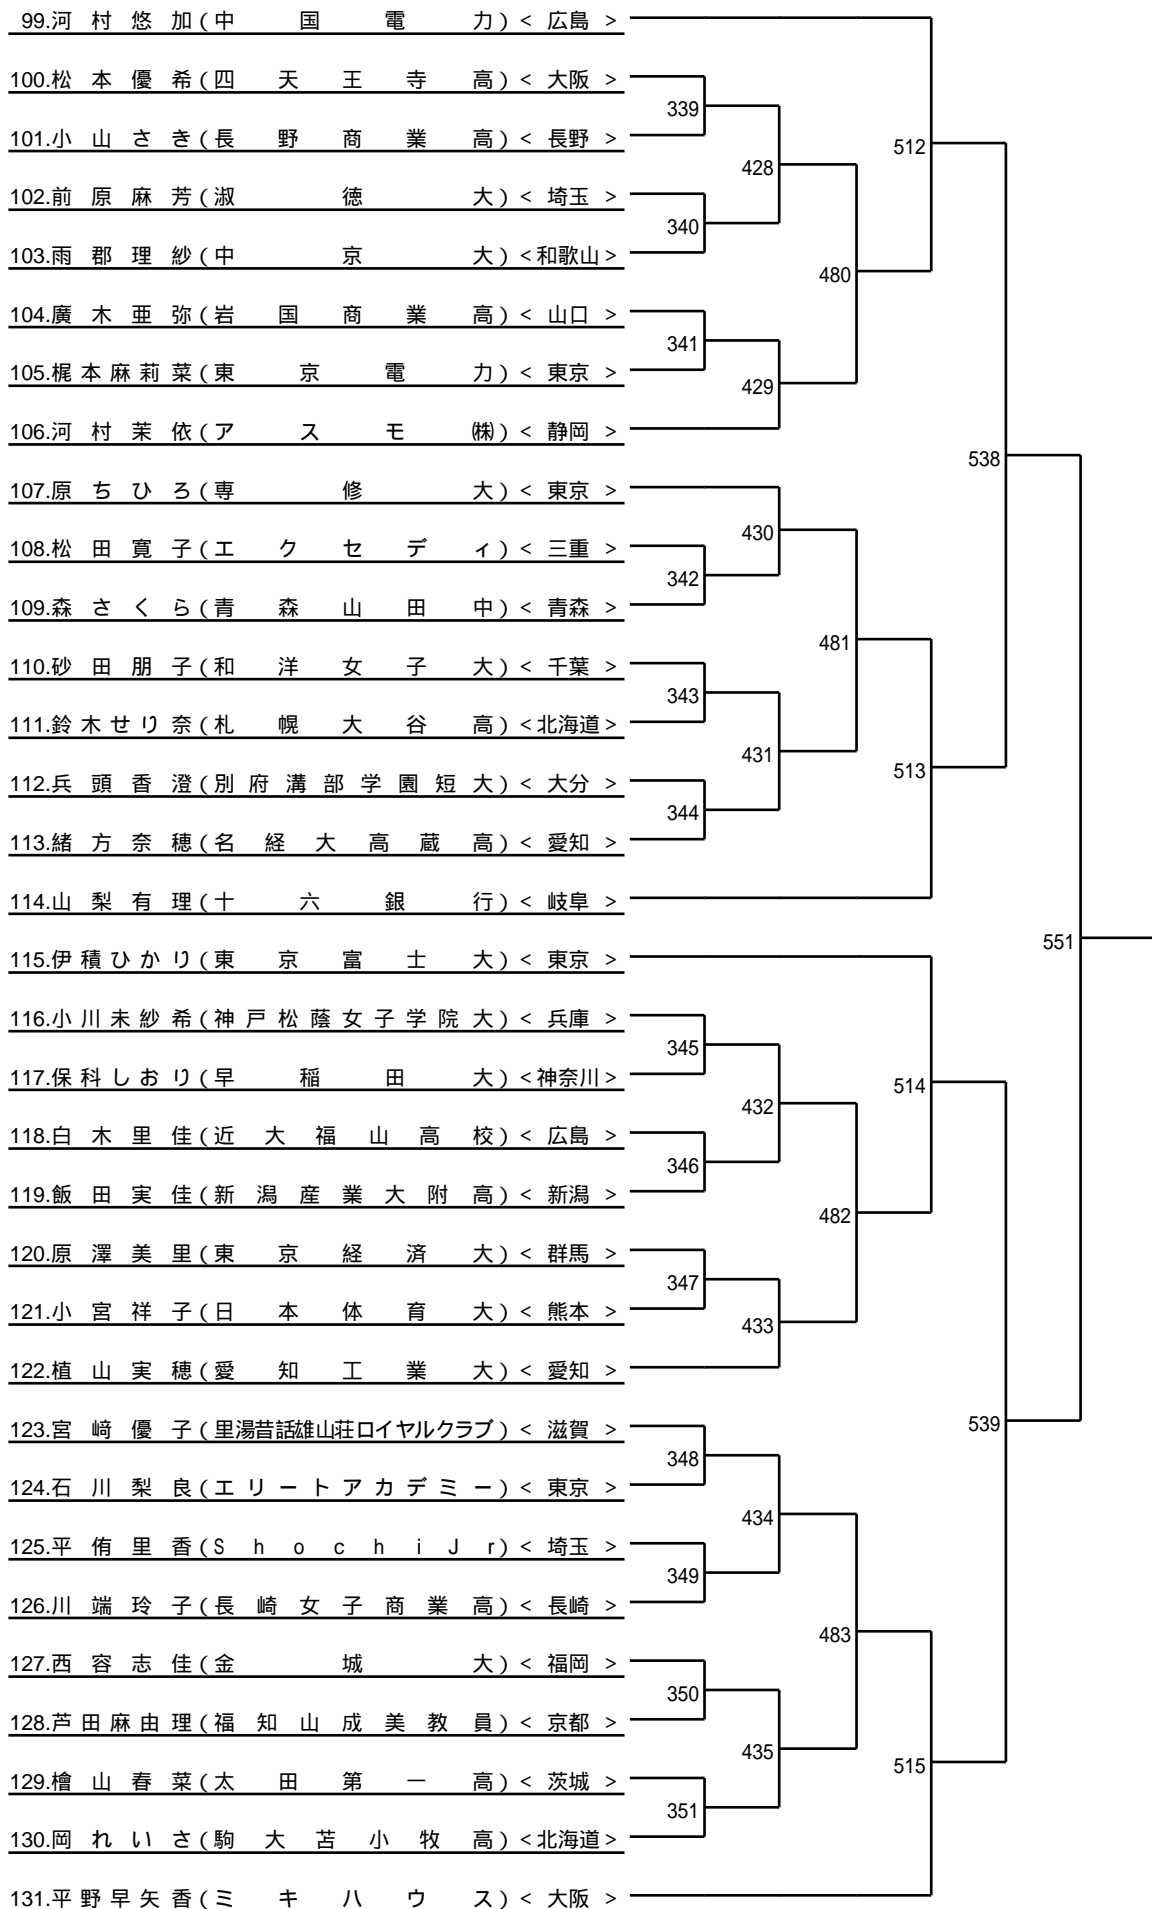 99.河村悠加(中国電力)< 広島 >
100.松本優希(四天王寺高)< 大阪 >
339
101.小山さき(長野商業高)< 長野 >
512
428
102.前原麻芳(淑徳大)< 埼玉 >
340
103.雨郡理紗(中京大)<和歌山>
480
104.廣木亜弥(岩国商業高)< 山口 >
341
105.梶本麻莉菜(東京電力)< 東京 >
429
106.河村茉依(アスモ㈱)< 静岡 >
538
107.原ちひろ(専修大)< 東京 >
430
108.松田寛子(エクセディ)< 三重 >
342
109.森さくら(青森山田中)< 青森 >
481
110.砂田朋子(和洋女子大)< 千葉 >
343
111.鈴木せり奈(札幌大谷高)<北海道>
431
513
112.兵頭香澄(別府溝部学園短大)< 大分 >
344
113.緒方奈穂(名経大高蔵高)< 愛知 >
114.山梨有理(十六銀行)< 岐阜 >
551
115.伊積ひかり(東京富士大)< 東京 >
116.小川未紗希(神戸松蔭女子学院大)< 兵庫 >
345
117.保科しおり(早稲田大)<神奈川>
514
432
118.白木里佳(近大福山高校)< 広島 >
346
119.飯田実佳(新潟産業大附高)< 新潟 >
482
120.原澤美里(東京経済大)< 群馬 >
347
121.小宮祥子(日本体育大)< 熊本 >
433
122.植山実穂(愛知工業大)< 愛知 >
539
123.宮﨑優子(里湯昔話雄山荘ロイヤルクラブ)< 滋賀 >
348
124.石川梨良(エリートアカデミー)< 東京 >
434
125.平侑里香(ShochiJr)< 埼玉 >
349
126.川端玲子(長崎女子商業高)< 長崎 >
483
127.西容志佳(金城大)< 福岡 >
350
128.芦田麻由理(福知山成美教員)< 京都 >
435
515
129.檜山春菜(太田第一高)< 茨城 >
351
130.岡れいさ(駒大苫小牧高)<北海道>
131.平野早矢香(ミキハウス)< 大阪 >